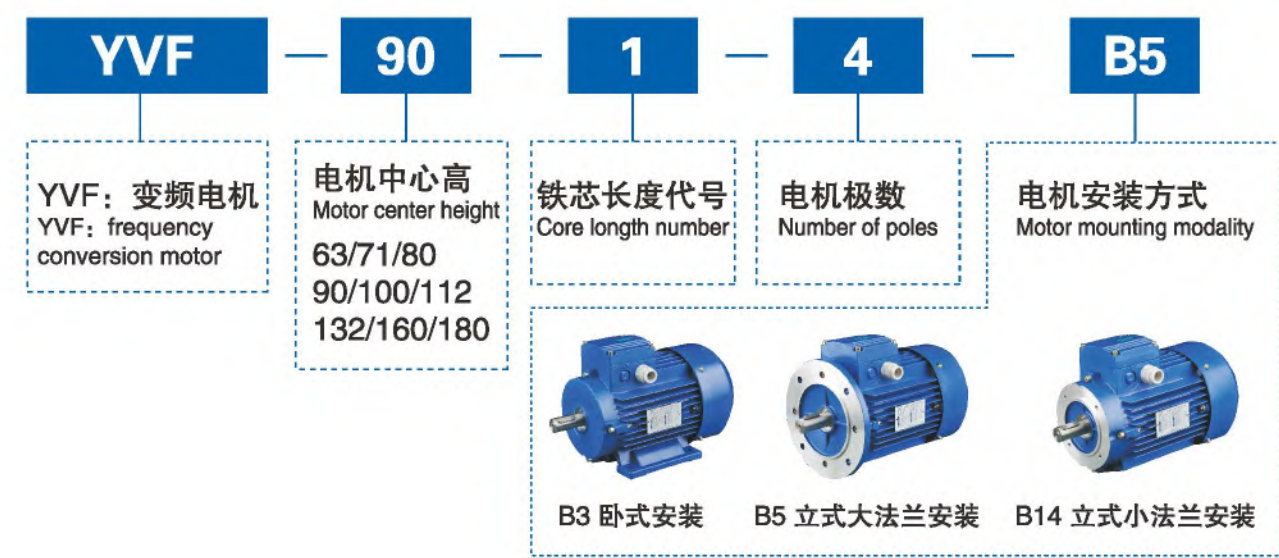 YVF — 90 — 1 — 4 — B5
YVF：变频电机
YVF：frequency
conversion motor
电机中心高
Motor center height
63/71/80
90/100/112
132/160/180
铁芯长度代号
Core length number
电机极数
Number of poles
电机安装方式
Motor mounting modality
B3 卧式安装
B5 立式大法兰安装
B14 立式小法兰安装